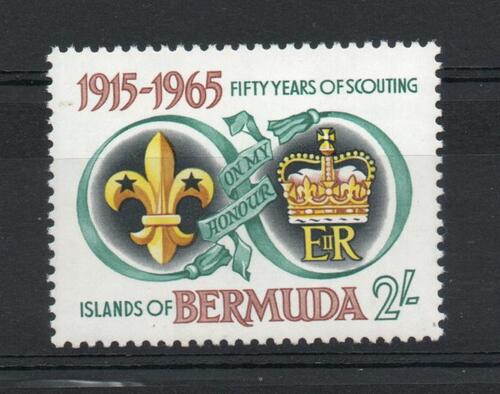 1915-1965 FIFTY YEARS OF SCOUTING
ON MY
HONOUR
EIIR
ISLANDS OF BERMUDA 2/-